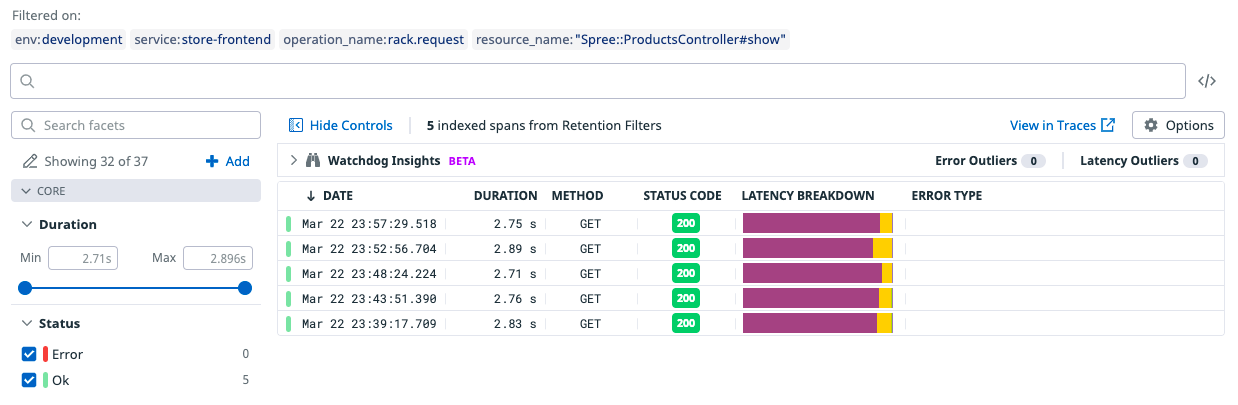 Filtered on:
env:development service:store-frontend operation_name:rack.request resource_name:"Spree::ProductsController#show"
</>
Search facets
Hide Controls
5 indexed spans from Retention Filters
View in Traces
Options
Showing 32 of 37
Add
Watchdog Insights BETA
Error Outliers 0
Latency Outliers 0
CORE
Duration
Min 2.71s Max 2.896s
Status
Error 0
Ok 5
↓ DATE DURATION METHOD STATUS CODE LATENCY BREAKDOWN ERROR TYPE
Mar 22 23:57:29.518 2.75 s GET 200
Mar 22 23:52:56.704 2.89 s GET 200
Mar 22 23:48:24.224 2.71 s GET 200
Mar 22 23:43:51.390 2.76 s GET 200
Mar 22 23:39:17.709 2.83 s GET 200